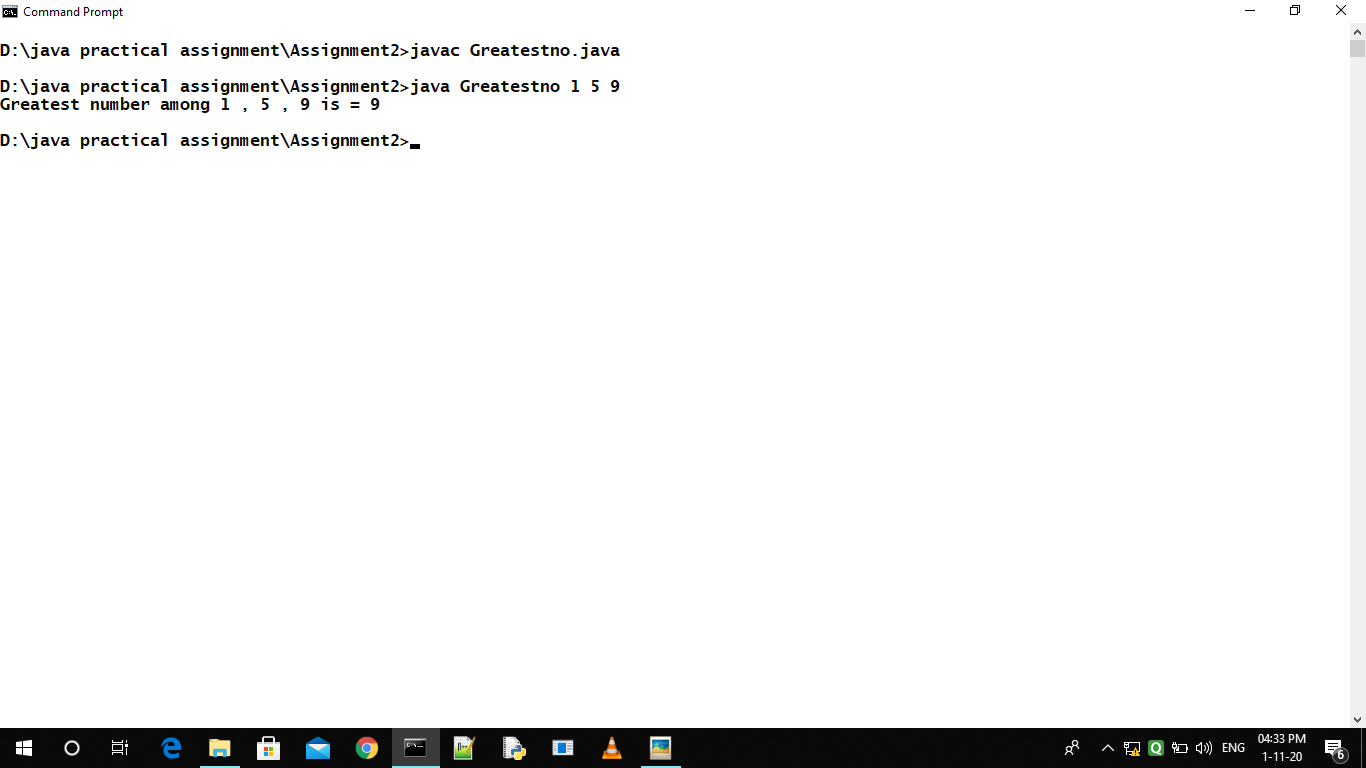 Command Prompt
D:\java practical assignment\Assignment2>javac Greatestno.java
D:\java practical assignment\Assignment2>java Greatestno 1 5 9
Greatest number among 1 , 5 , 9 is = 9
D:\java practical assignment\Assignment2>
ENG
04:33 PM
1-11-20
6